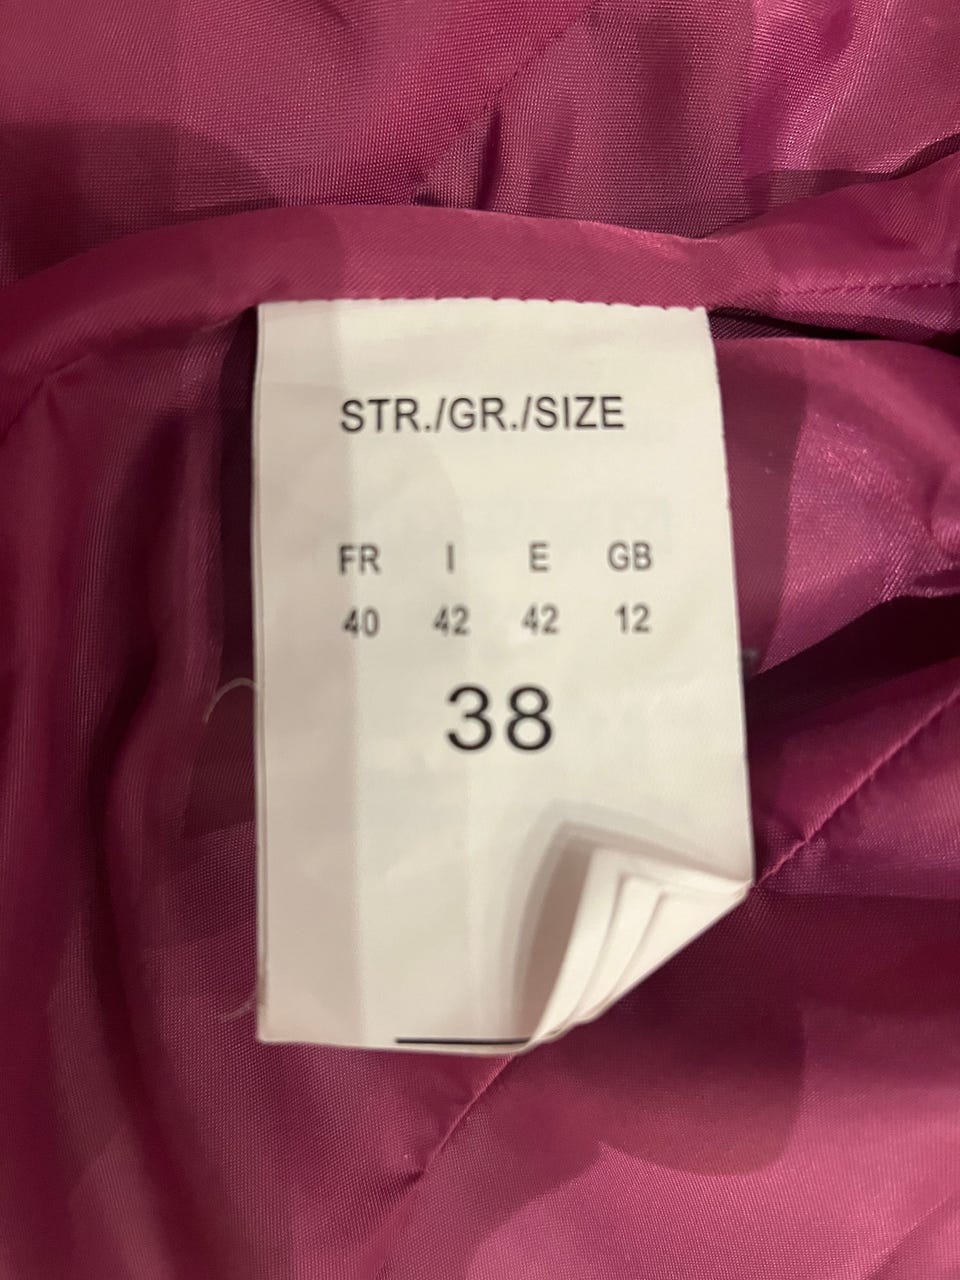 STR./GR./SIZE
FR I E GB
40 42 42 12
38